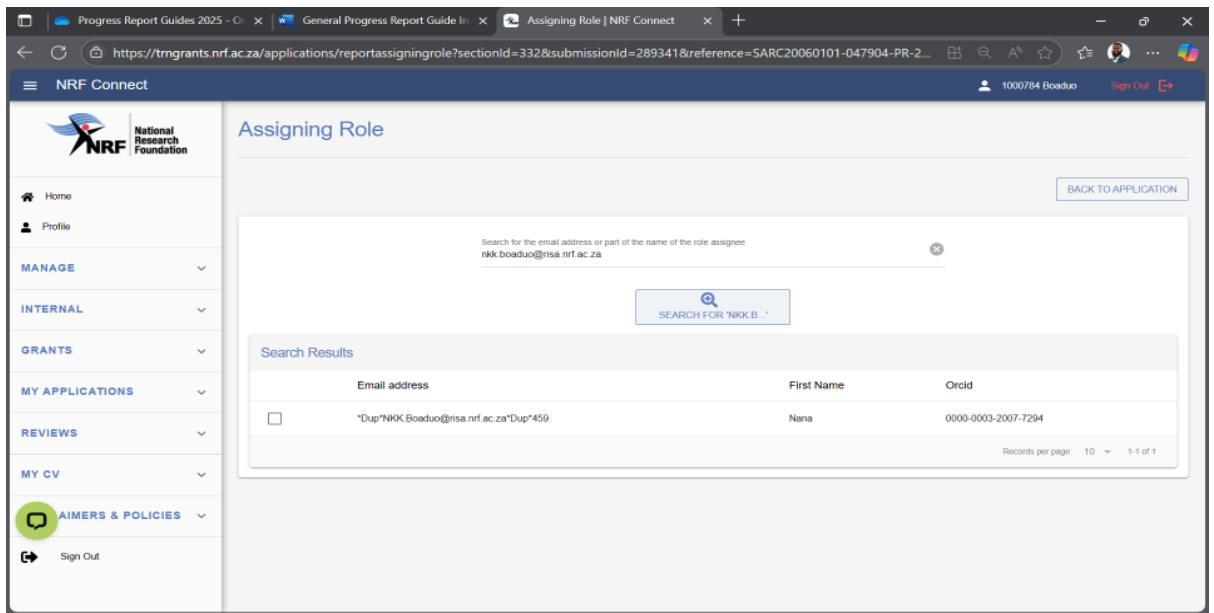 Progress Report Guides 2025 - O
General Progress Report Guide In
Assigning Role | NRF Connect
https://trngrants.nrf.ac.za/applications/reportassigningrole?sectionId=332&submissionId=289341&reference=SARC20060101-047904-PR-2...
NRF Connect
1000784 Boaduo
Sign Out
NRF
National
Research
Foundation
Home
Profile
MANAGE
INTERNAL
GRANTS
MY APPLICATIONS
REVIEWS
MY CV
AIMERS & POLICIES
Sign Out
Assigning Role
BACK TO APPLICATION
Search for the email address or part of the name of the role assignee
nkk.boaduo@risa.nrf.ac.za
SEARCH FOR 'NKK.B...'
Search Results
Email address First Name Orcid
*Dup*NKK.Boaduo@risa.nrf.ac.za*Dup*459 Nana 0000-0003-2007-7294
Records per page: 10 1-1 of 1